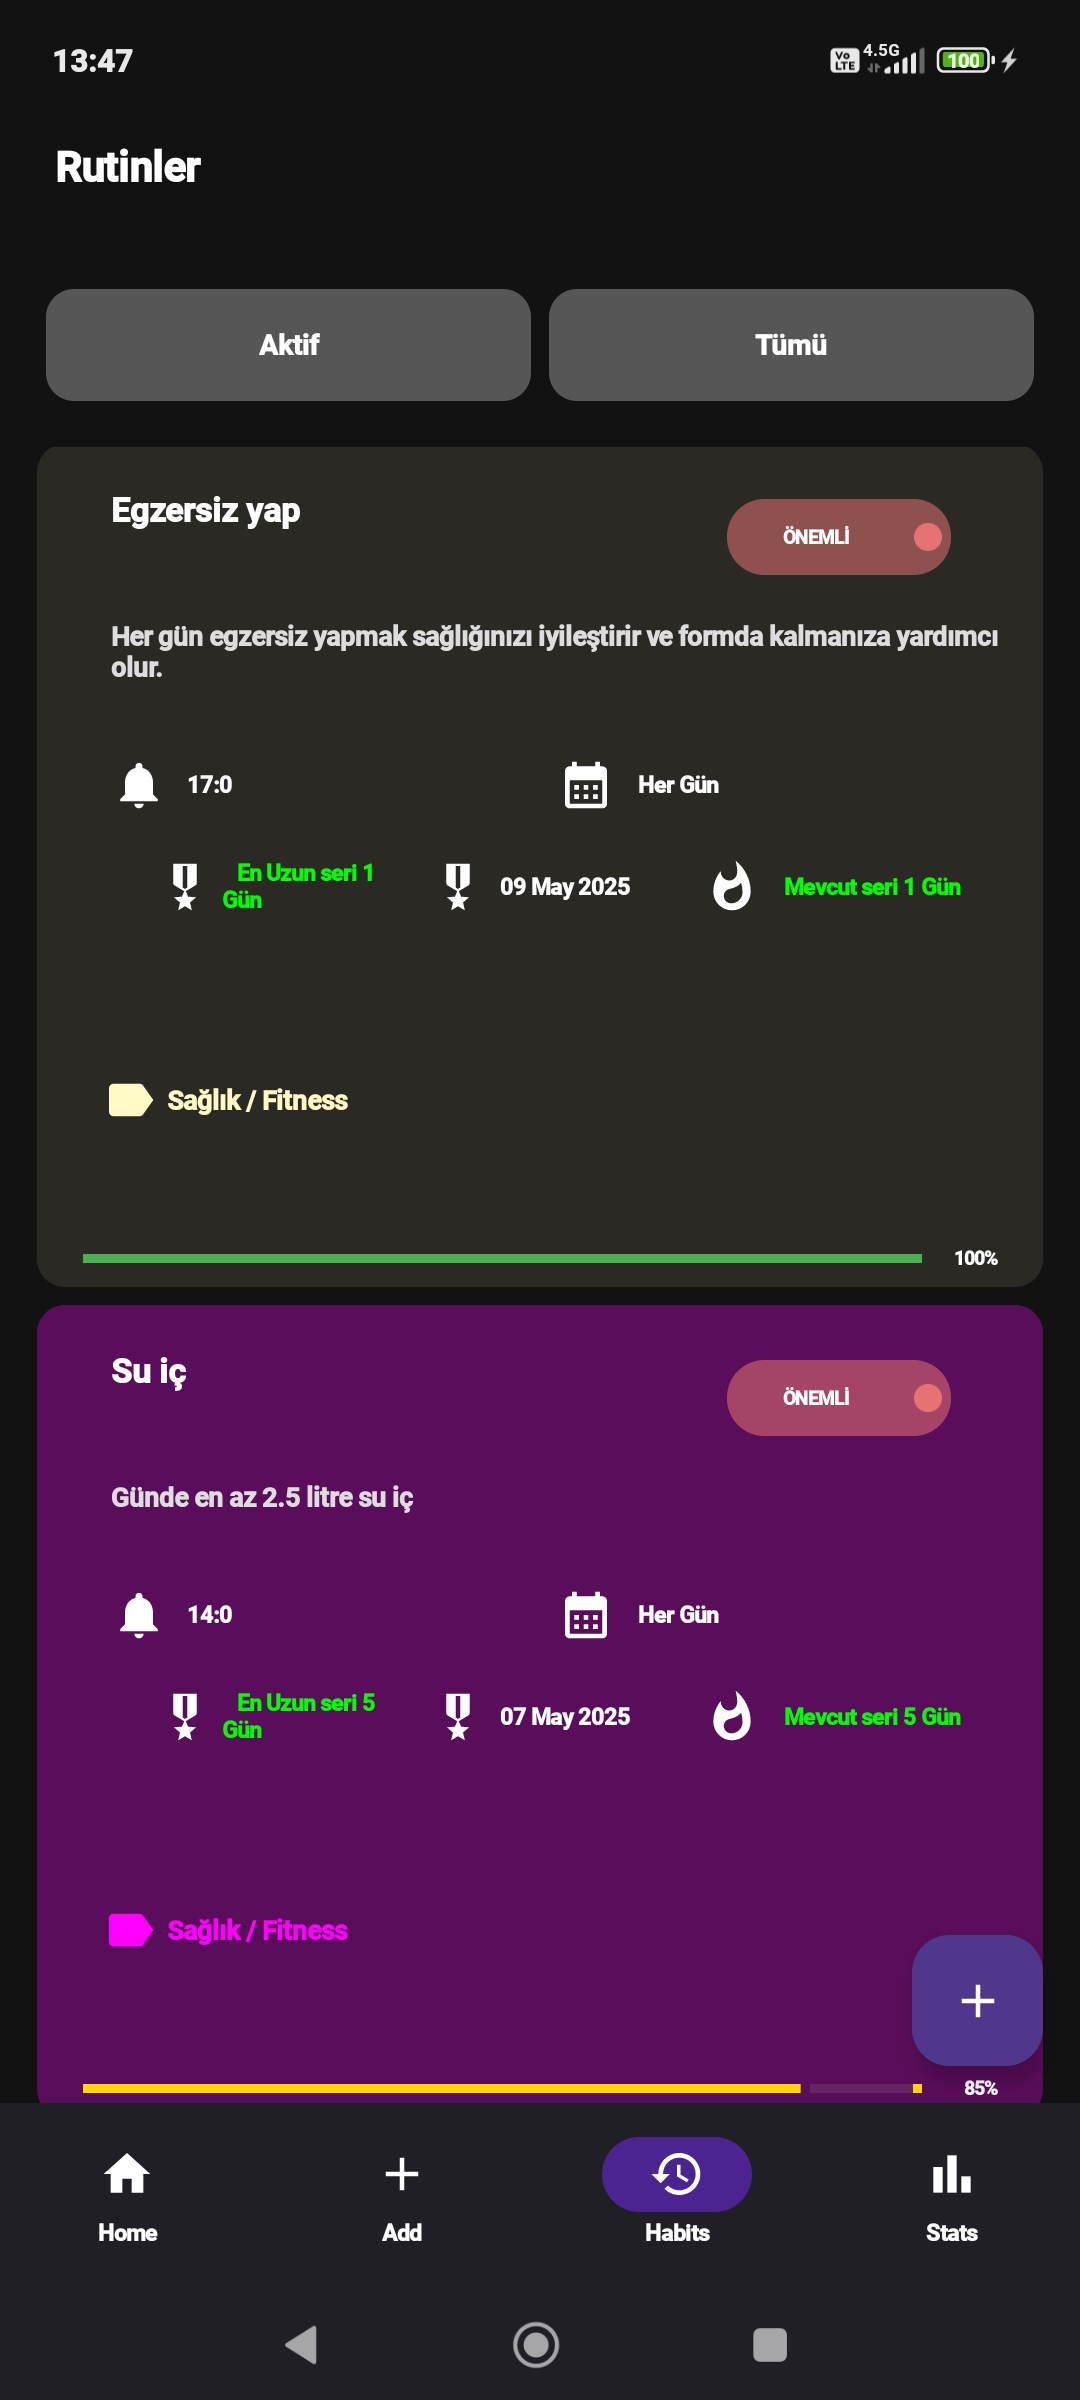 13:47
Vo LTE 4.5G 100
Rutinler
Aktif
Tümü
Egzersiz yap
ÖNEMLİ
Her gün egzersiz yapmak sağlığınızı iyileştirir ve formda kalmanıza yardımcı
olur.
17:0
Her Gün
En Uzun seri 1
Gün
09 May 2025
Mevcut seri 1 Gün
Sağlık / Fitness
100%
Su iç
ÖNEMLİ
Günde en az 2.5 litre su iç
14:0
Her Gün
En Uzun seri 5
Gün
07 May 2025
Mevcut seri 5 Gün
Sağlık / Fitness
85%
Home
Add
Habits
Stats